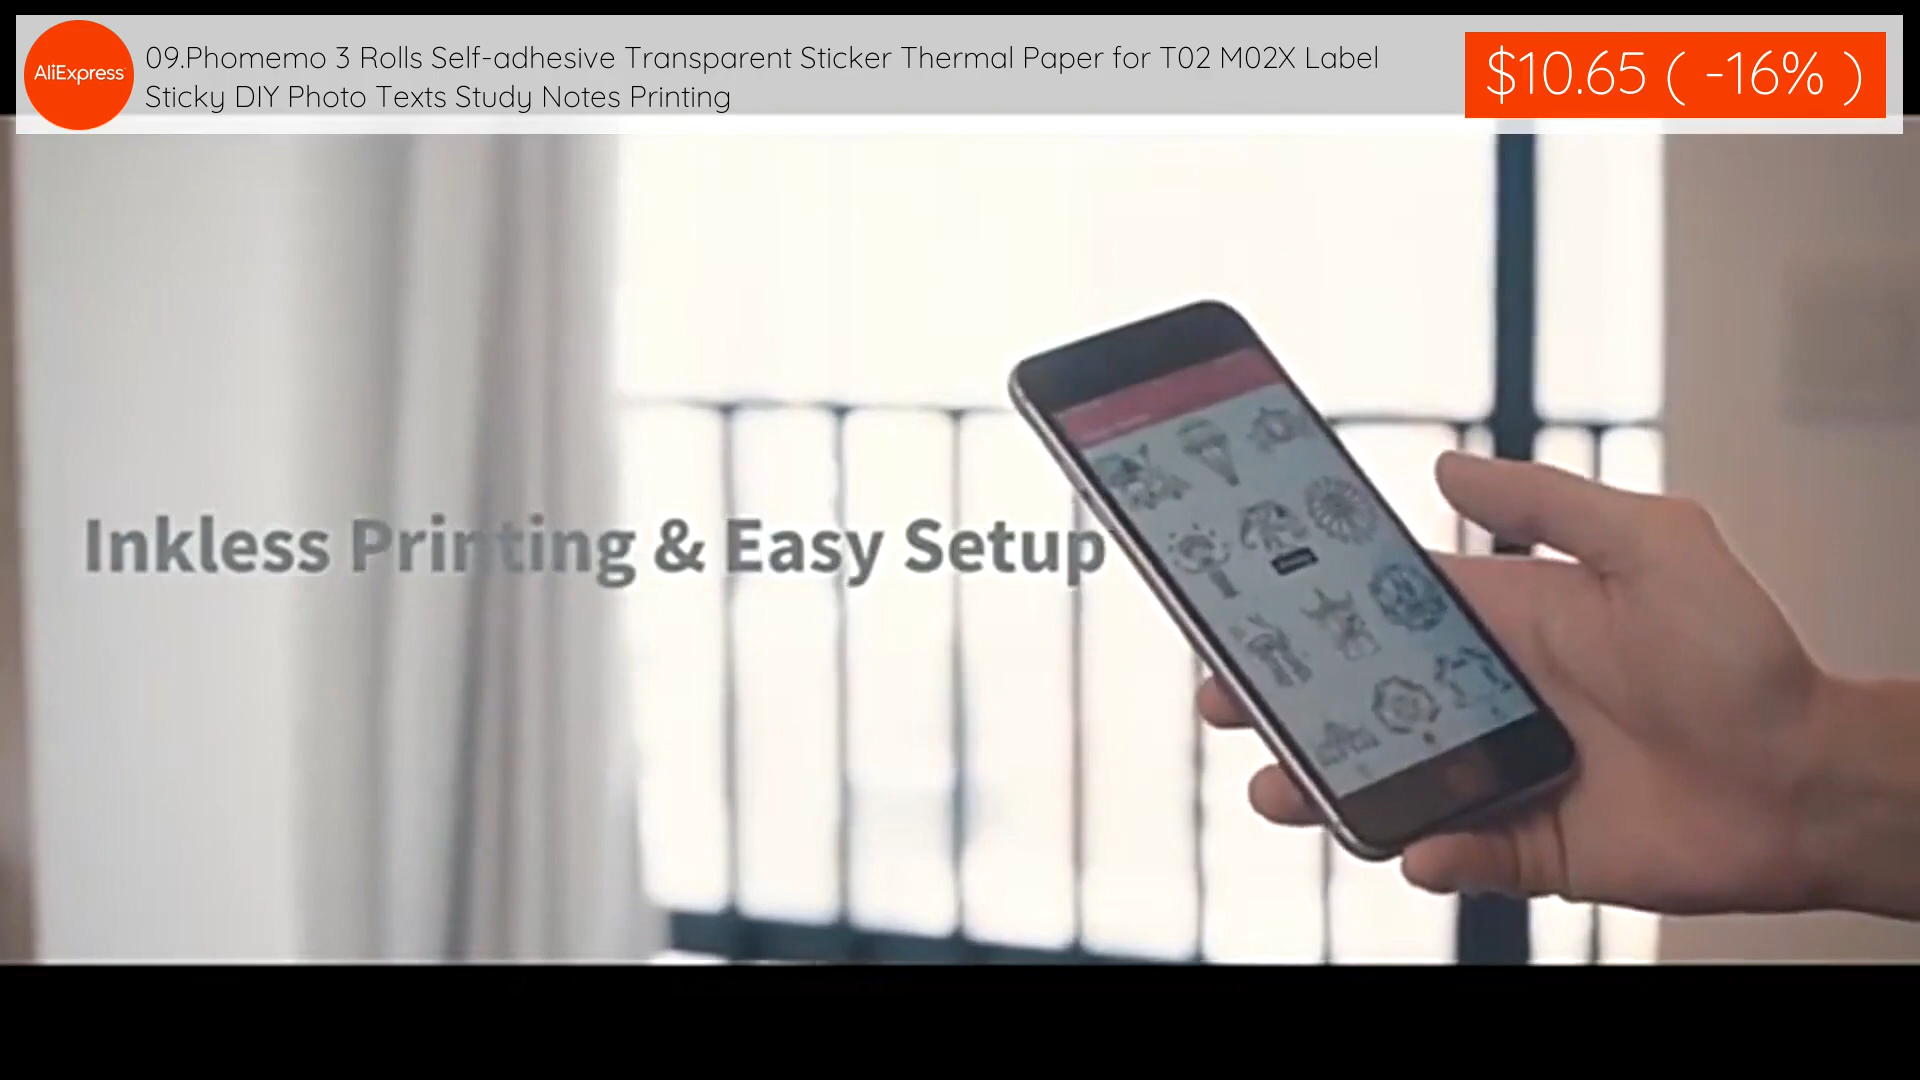 AliExpress
09.Phomemo 3 Rolls Self-adhesive Transparent Sticker Thermal Paper for T02 M02X Label
Sticky DIY Photo Texts Study Notes Printing
$10.65 ( -16% )
Inkless Printing & Easy Setup